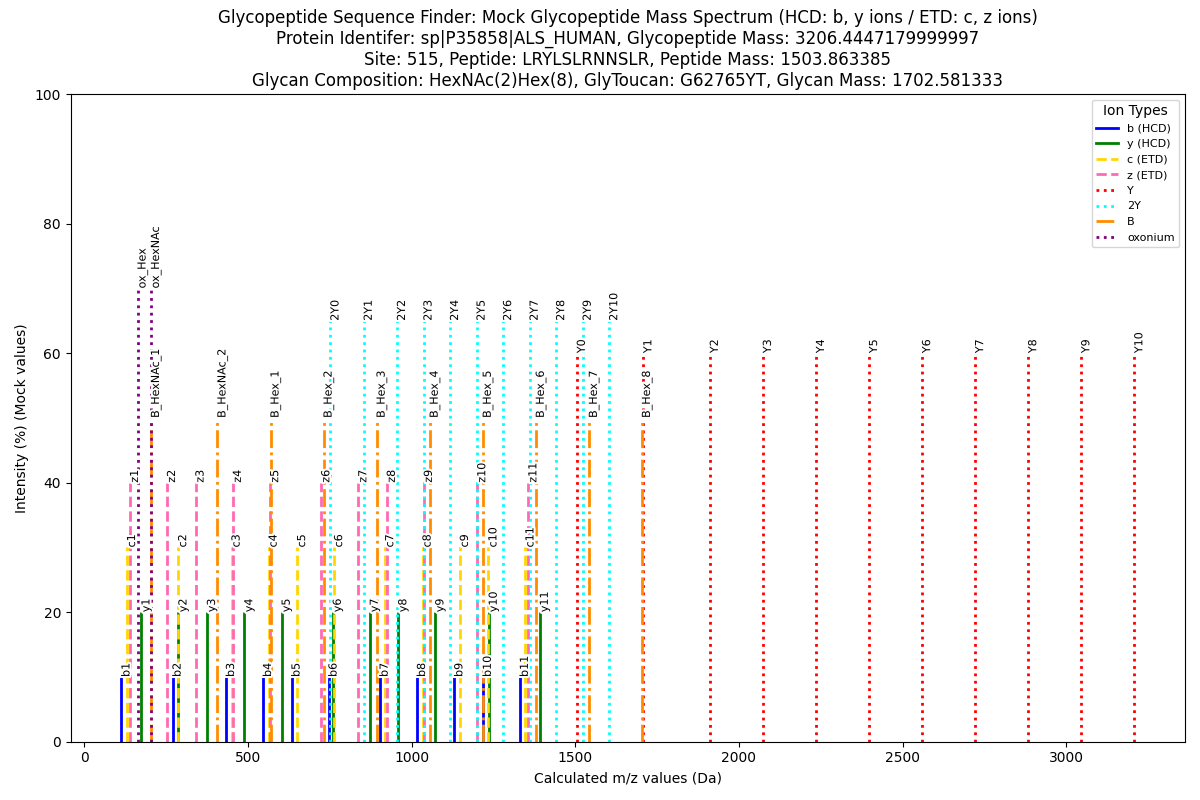 Glycopeptide Sequence Finder: Mock Glycopeptide Mass Spectrum (HCD: b, y ions / ETD: c, z ions)
Protein Identifer: sp|P35858|ALS_HUMAN, Glycopeptide Mass: 3206.4447179999997
Site: 515, Peptide: LRYLSLRNNSLR, Peptide Mass: 1503.863385
Glycan Composition: HexNAc(2)Hex(8), GlyToucan: G62765YT, Glycan Mass: 1702.581333
Intensity (%) (Mock values)
100
80
60
40
20
0
Ion Types
b (HCD)
y (HCD)
c (ETD)
z (ETD)
Y
2Y
B
oxonium
ox_Hex
ox_HexNAc
2Y0
2Y1
2Y2
2Y3
2Y4
2Y5
2Y6
2Y7
2Y8
2Y9
2Y10
Y0
Y1
Y2
Y3
Y4
Y5
Y6
Y7
Y8
Y9
Y10
B_HexNAc_1
B_HexNAc_2
B_Hex_1
B_Hex_2
B_Hex_3
B_Hex_4
B_Hex_5
B_Hex_6
B_Hex_7
B_Hex_8
z1
z2
z3
z4
z5
z6
z7
z8
z9
z10
z11
c1
c2
c3
c4
c5
c6
c7
c8
c9
c10
c11
y1
y2
y3
y4
y5
y6
y7
y8
y9
y10
y11
b1
b2
b3
b4
b5
b6
b7
b8
b9
b10
b11
0
500
1000
1500
2000
2500
3000
Calculated m/z values (Da)